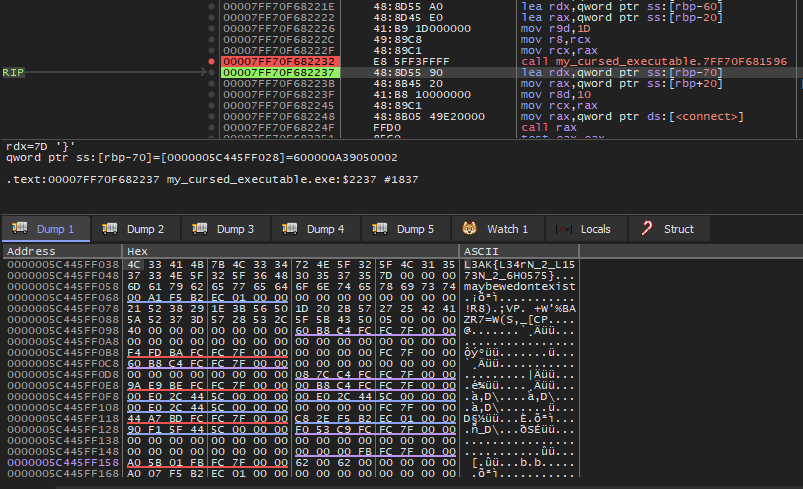 00007FF70F68221E 48:8D55 A0 lea rdx,qword ptr ss:[rbp-60]
00007FF70F682222 48:8D45 E0 lea rax,qword ptr ss:[rbp-20]
00007FF70F682226 41:B9 1D000000 mov r9d,1D
00007FF70F68222C 49:89C8 mov r8,rcx
00007FF70F68222F 48:89C1 mov rcx,rax
00007FF70F682232 E8 5FF3FFFF call my_cursed_executable.7FF70F681596
RIP 00007FF70F682237 48:8D55 90 lea rdx,qword ptr ss:[rbp-70]
00007FF70F68223B 48:8B45 20 mov rax,qword ptr ss:[rbp+20]
00007FF70F68223F 41:B8 10000000 mov r8d,10
00007FF70F682245 48:89C1 mov rcx,rax
00007FF70F682248 48:8B05 49E20000 mov rax,qword ptr ds:[<connect>]
00007FF70F68224F FFD0 call rax
rdx=7D '}'
qword ptr ss:[rbp-70]=[0000005C445FF028]=600000A39050002
.text:00007FF70F682237 my_cursed_executable.exe:$2237 #1837
Dump 1 Dump 2 Dump 3 Dump 4 Dump 5 Watch 1 Locals Struct
Address Hex ASCII
0000005C445FF038 4C 33 41 4B 7B 4C 33 34 72 4E 5F 32 5F 4C 31 35 L3AK{L34rN_2_L15
0000005C445FF048 37 33 4E 5F 32 5F 36 48 30 35 37 35 7D 00 00 00 73N_2_6H0575}...
0000005C445FF058 6D 61 79 62 65 77 65 64 6F 6E 74 65 78 69 73 74 maybewedontexist
0000005C445FF068 00 A1 F5 B2 EC 01 00 00 00 00 00 00 00 00 00 00 .¡õ²ì...........
0000005C445FF078 21 52 38 29 1E 3B 56 50 1D 20 2B 57 27 25 42 41 !R8).;VP. +W'%BA
0000005C445FF088 5A 52 37 3D 57 28 53 2C 5F 5B 43 50 05 00 00 00 ZR7=W(S,_[CP....
0000005C445FF098 40 00 00 00 00 00 00 00 60 B8 C4 FC FC 7F 00 00 @.......`¸Äüü...
0000005C445FF0A8 00 00 00 00 00 00 00 00 00 00 00 00 00 00 00 00 ................
0000005C445FF0B8 F4 FD BA FC FC 7F 00 00 00 00 00 00 FC 7F 00 00 ôýºüü.......ü...
0000005C445FF0C8 60 B8 C4 FC FC 7F 00 00 00 00 00 00 00 00 00 00 `¸Äüü...........
0000005C445FF0D8 00 00 00 00 00 00 00 00 08 7C C4 FC FC 7F 00 00 .........|Äüü...
0000005C445FF0E8 9A E9 BE FC FC 7F 00 00 00 B8 C4 FC FC 7F 00 00 .é¾üü....¸Äüü...
0000005C445FF0F8 00 E0 2C 44 5C 00 00 00 00 E0 2C 44 5C 00 00 00 .à,D\....à,D\...
0000005C445FF108 00 E0 2C 44 5C 00 00 00 00 00 00 00 FC 7F 00 00 .à,D\.......ü...
0000005C445FF118 44 A7 BD FC FC 7F 00 00 C8 2E F5 B2 EC 01 00 00 D§½üü...È.õ²ì...
0000005C445FF128 90 F1 5F 44 5C 00 00 00 F0 53 C9 FC FC 7F 00 00 .ñ_D\...ðSÉüü...
0000005C445FF138 00 00 00 00 00 00 00 00 00 00 00 00 00 00 00 00 ................
0000005C445FF148 00 00 00 00 00 00 00 00 00 00 00 FB FC 7F 00 00 ...........ûü...
0000005C445FF158 A0 5B 01 FB FC 7F 00 00 62 00 62 00 00 00 00 00 [.ûü...b.b.....
0000005C445FF168 A0 07 F5 B2 EC 01 00 00 00 00 00 00 00 00 00 00 .õ²ì...........